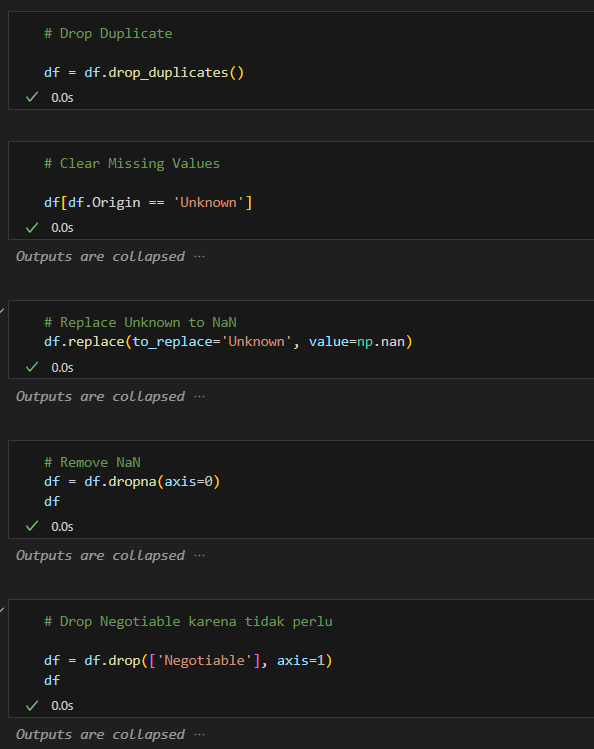 # Drop Duplicate
df = df.drop_duplicates()
0.0s
# Clear Missing Values
df[df.Origin == 'Unknown']
0.0s
Outputs are collapsed ...
# Replace Unknown to NaN
df.replace(to_replace='Unknown', value=np.nan)
0.0s
Outputs are collapsed ...
# Remove NaN
df = df.dropna(axis=0)
df
0.0s
Outputs are collapsed ...
# Drop Negotiable karena tidak perlu
df = df.drop(['Negotiable'], axis=1)
df
0.0s
Outputs are collapsed ...